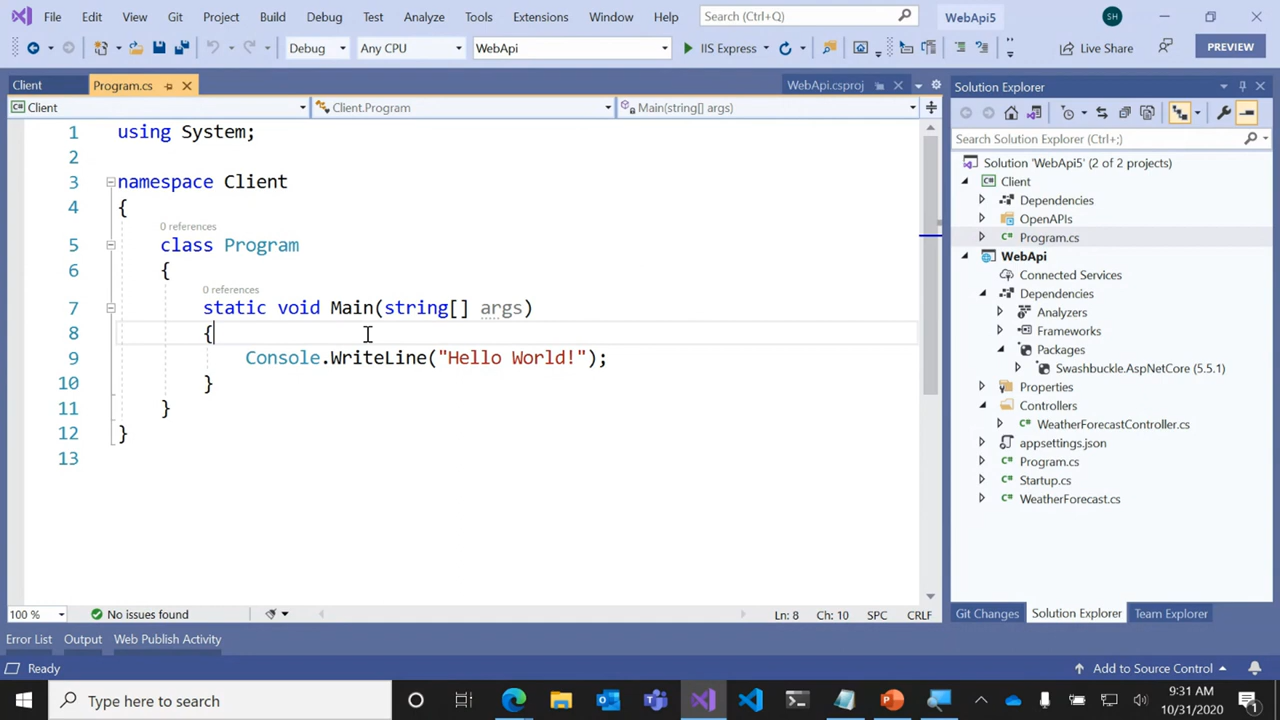 File Edit View Git Project Build Debug Test Analyze Tools Extensions Window Help Search (Ctrl+Q) WebApi5 SH
Debug Any CPU WebApi IIS Express Live Share PREVIEW
Client Program.cs WebApi.csproj
Client Client.Program Main(string[] args)
1 using System;
2
3 namespace Client
4 {
0 references
5 class Program
6 {
0 references
7 static void Main(string[] args)
8 {
9 Console.WriteLine("Hello World!");
10 }
11 }
12 }
13
100 % No issues found Ln: 8 Ch: 10 SPC CRLF
Solution Explorer
Search Solution Explorer (Ctrl+;)
Solution 'WebApi5' (2 of 2 projects)
Client
Dependencies
OpenAPIs
Program.cs
WebApi
Connected Services
Dependencies
Analyzers
Frameworks
Packages
Swashbuckle.AspNetCore (5.5.1)
Properties
Controllers
WeatherForecastController.cs
appsettings.json
Program.cs
Startup.cs
WeatherForecast.cs
Git Changes Solution Explorer Team Explorer
Error List Output Web Publish Activity
Ready Add to Source Control
Type here to search
9:31 AM
10/31/2020
1